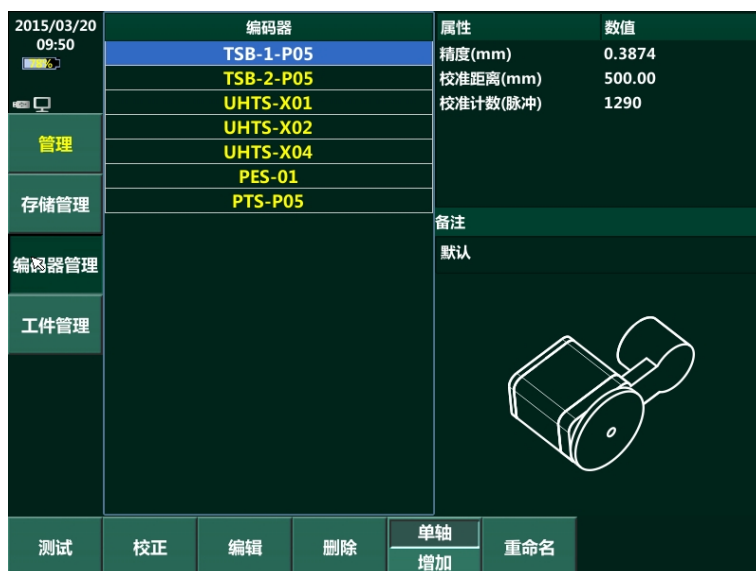 2015/03/20
09:50
78%
管理
存储管理
编码器管理
工件管理
编码器
TSB-1-P05
TSB-2-P05
UHTS-X01
UHTS-X02
UHTS-X04
PES-01
PTS-P05
属性 数值
精度(mm) 0.3874
校准距离(mm) 500.00
校准计数(脉冲) 1290
备注
默认
测试 校正 编辑 删除 单轴 重命名
增加